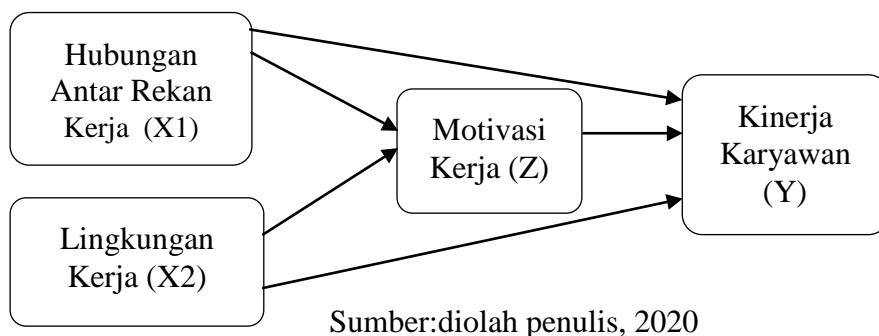 Hubungan
Antar Rekan
Kerja (X1)
Motivasi
Kerja (Z)
Kinerja
Karyawan
(Y)
Lingkungan
Kerja (X2)
Sumber:diolah penulis, 2020